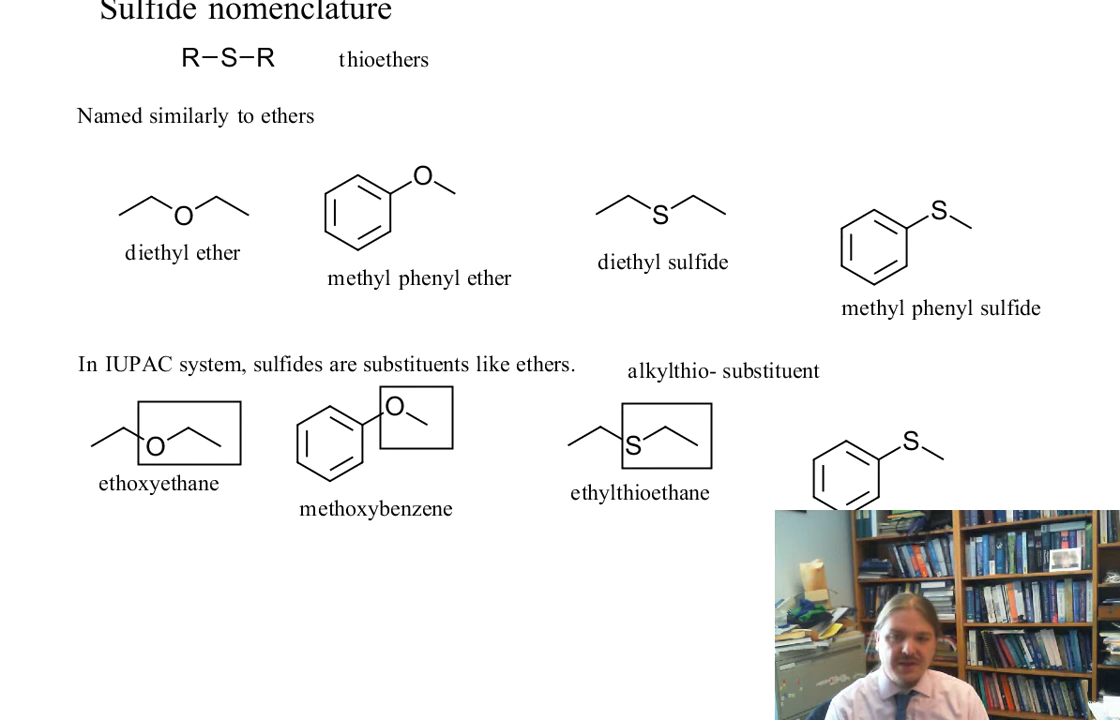 Sulfide nomenclature
R-S-R thioethers
Named similarly to ethers
O O S S
diethyl ether
methyl phenyl ether
diethyl sulfide
methyl phenyl sulfide
In IUPAC system, sulfides are substituents like ethers.
alkylthio- substituent
O O S S
ethoxyethane
methoxybenzene
ethylthioethane